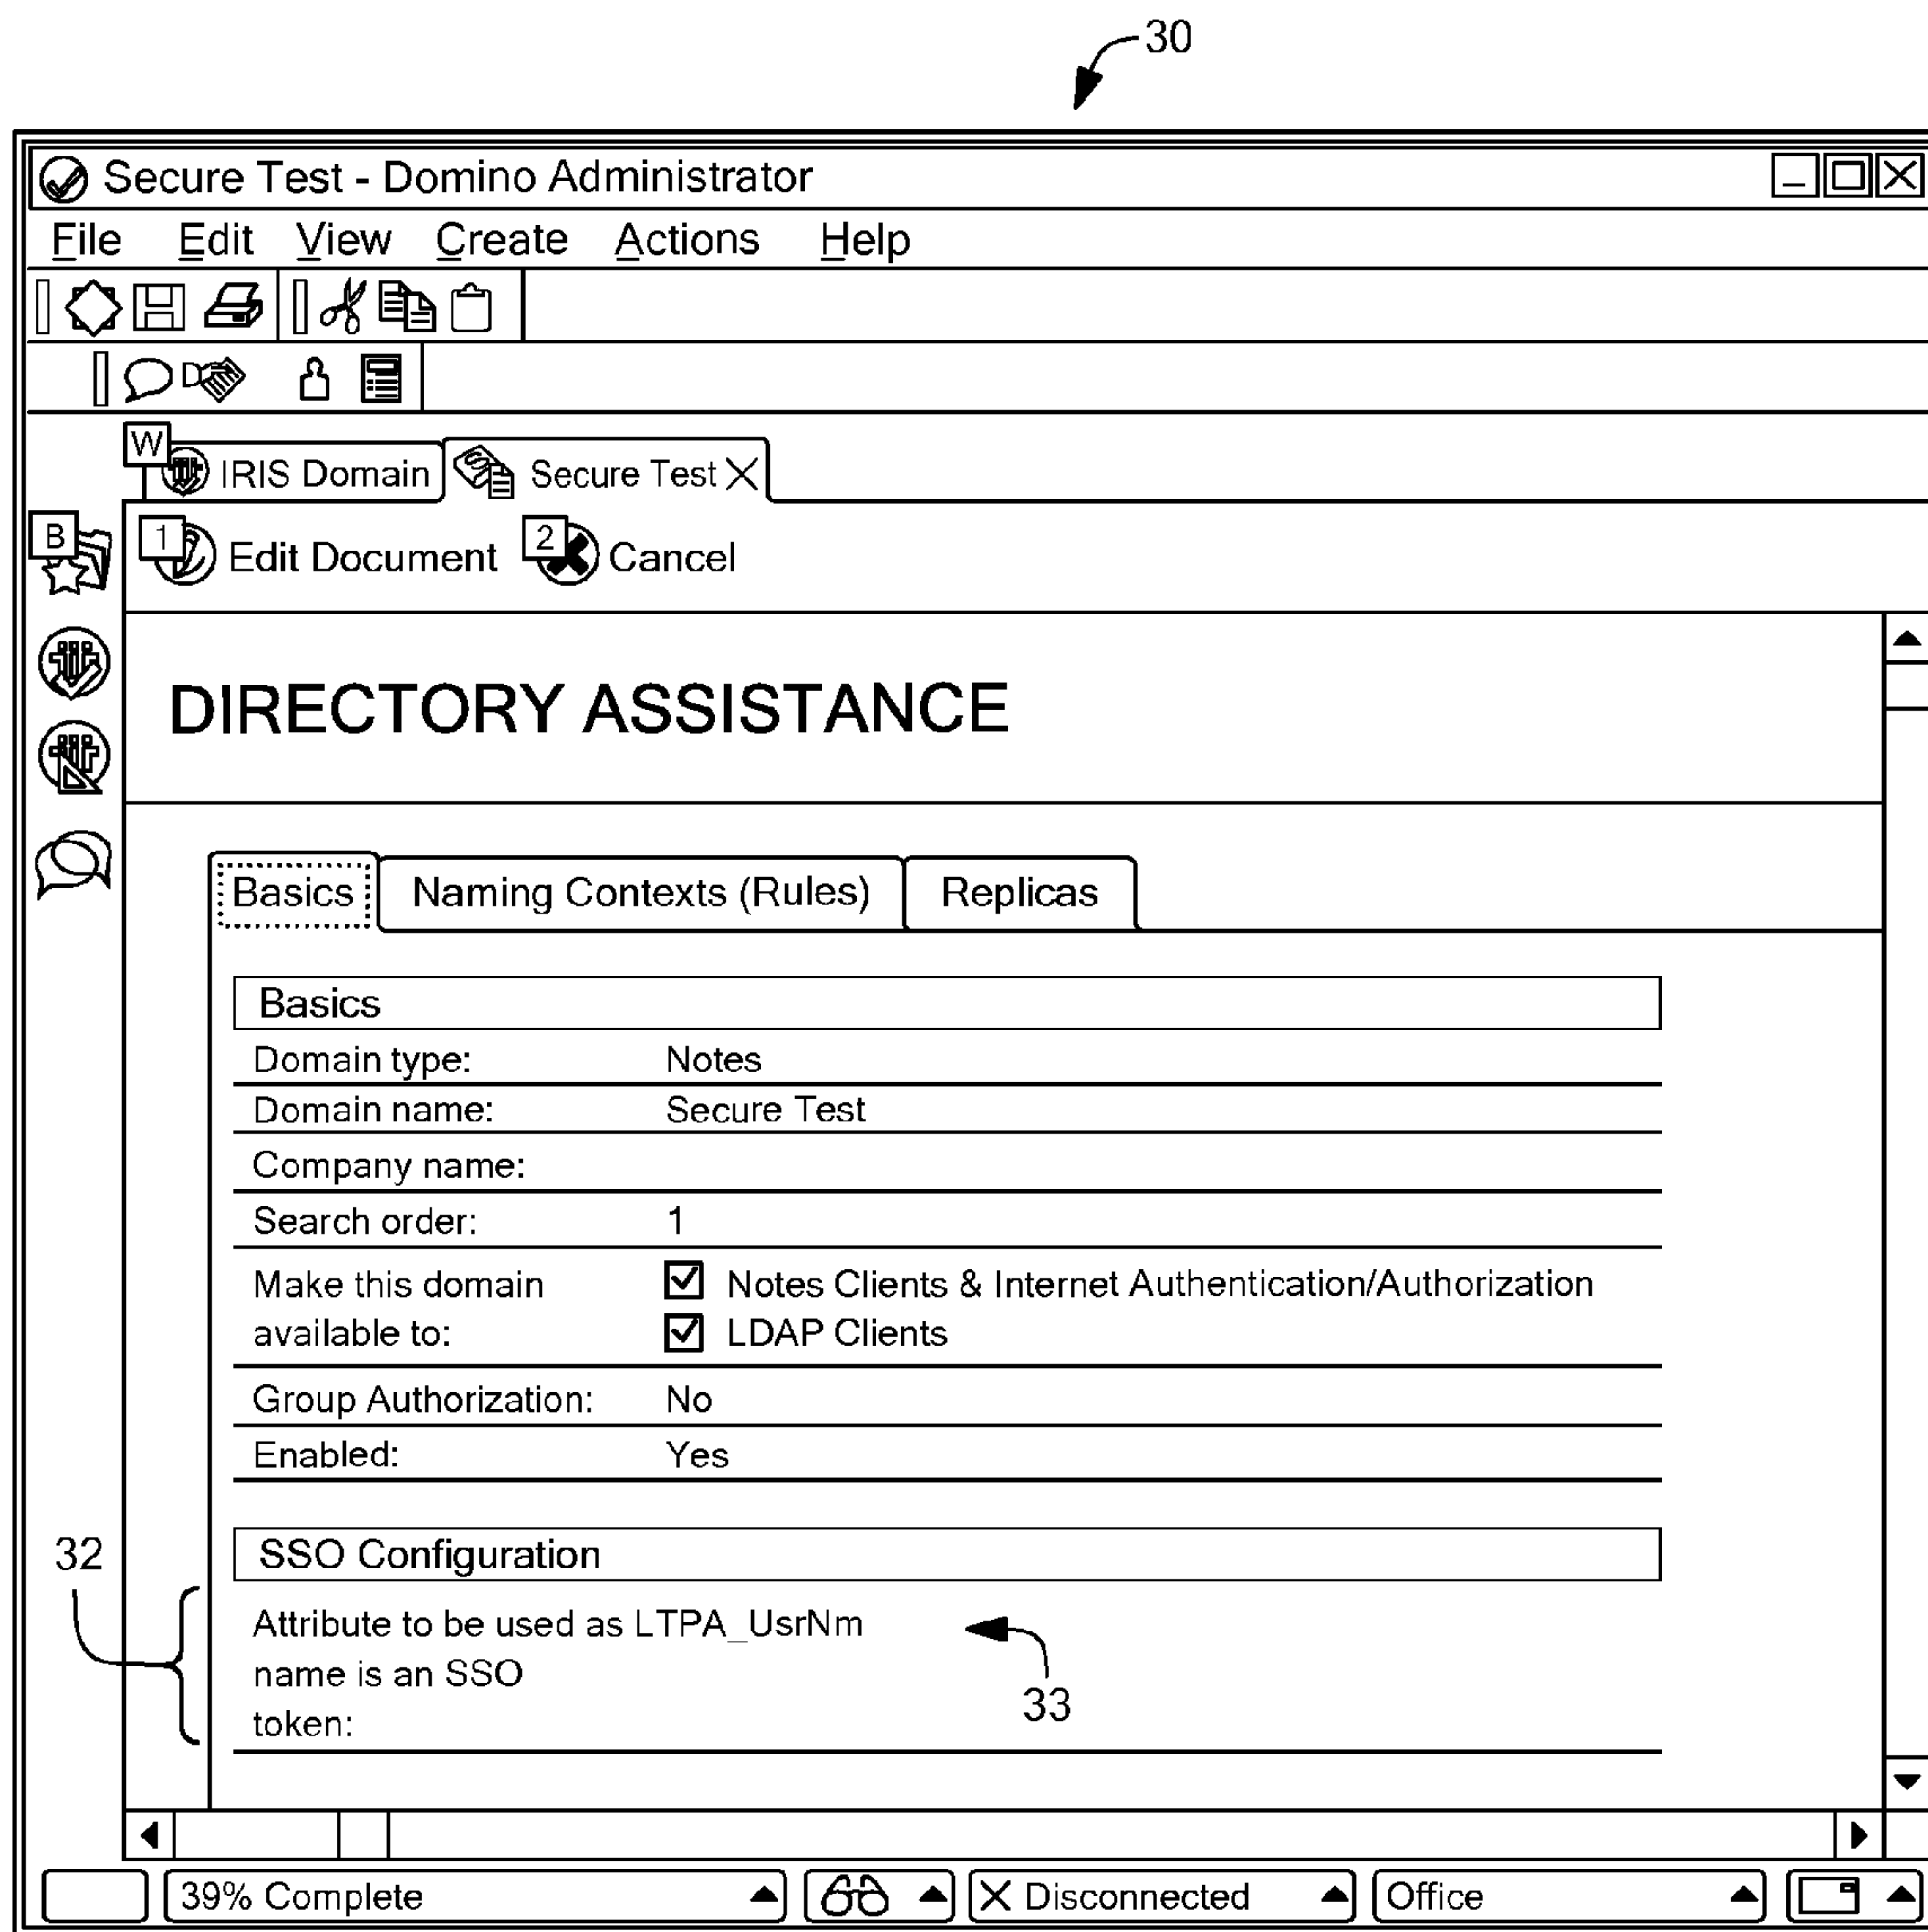 30
Secure Test - Domino Administrator
File Edit View Create Actions Help
W
IRIS Domain Secure Test
B
1 Edit Document 2 Cancel
DIRECTORY ASSISTANCE
Basics Naming Contexts (Rules) Replicas
Basics
Domain type: Notes
Domain name: Secure Test
Company name:
Search order: 1
Make this domain Notes Clients & Internet Authentication/Authorization
available to: LDAP Clients
Group Authorization: No
Enabled: Yes
32
SSO Configuration
Attribute to be used as LTPA_UsrNm
name is an SSO
33
token:
39% Complete Disconnected Office